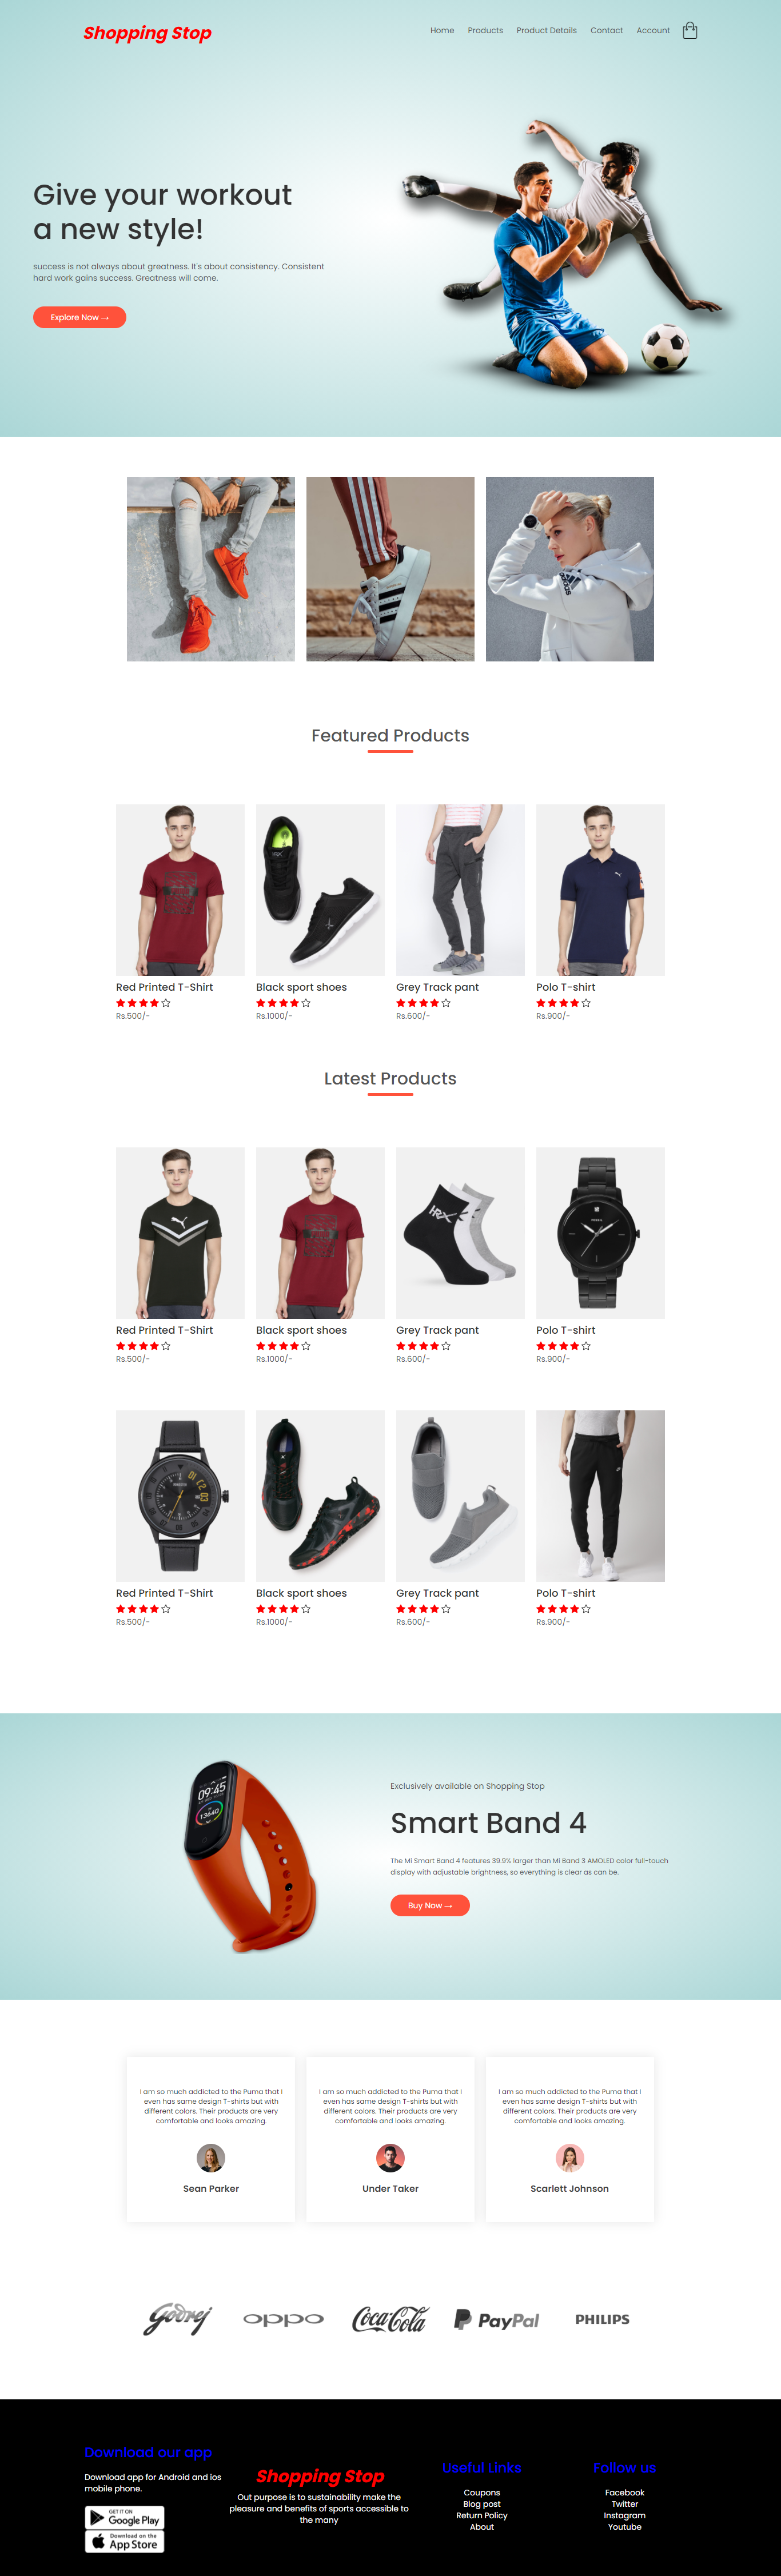 Shopping Stop
Home Products Product Details Contact Account
Give your workout
a new style!
success is not always about greatness. It's about consistency. Consistent
hard work gains success. Greatness will come.
Explore Now →
adidas
Featured Products
Red Printed T-Shirt
Rs.500/-
Black sport shoes
Rs.1000/-
Grey Track pant
Rs.600/-
Polo T-shirt
Rs.900/-
Latest Products
HRX
FOSSIL
Red Printed T-Shirt
Rs.500/-
Black sport shoes
Rs.1000/-
Grey Track pant
Rs.600/-
Polo T-shirt
Rs.900/-
Red Printed T-Shirt
Rs.500/-
Black sport shoes
Rs.1000/-
Grey Track pant
Rs.600/-
Polo T-shirt
Rs.900/-
09:45
13640
Exclusively available on Shopping Stop
Smart Band 4
The Mi Smart Band 4 features 39.9% larger than Mi Band 3 AMOLED color full-touch
display with adjustable brightness, so everything is clear as can be.
Buy Now →
I am so much addicted to the Puma that I
even has same design T-shirts but with
different colors. Their products are very
comfortable and looks amazing.
Sean Parker
I am so much addicted to the Puma that I
even has same design T-shirts but with
different colors. Their products are very
comfortable and looks amazing.
Under Taker
I am so much addicted to the Puma that I
even has same design T-shirts but with
different colors. Their products are very
comfortable and looks amazing.
Scarlett Johnson
Godrej
oppo
Coca-Cola
PayPal
PHILIPS
Download our app
Download app for Android and ios
mobile phone.
GET IT ON
Google Play
Download on the
App Store
Shopping Stop
Out purpose is to sustainability make the
pleasure and benefits of sports accessible to
the many
Useful Links
Coupons
Blog post
Return Policy
About
Follow us
Facebook
Twitter
Instagram
Youtube